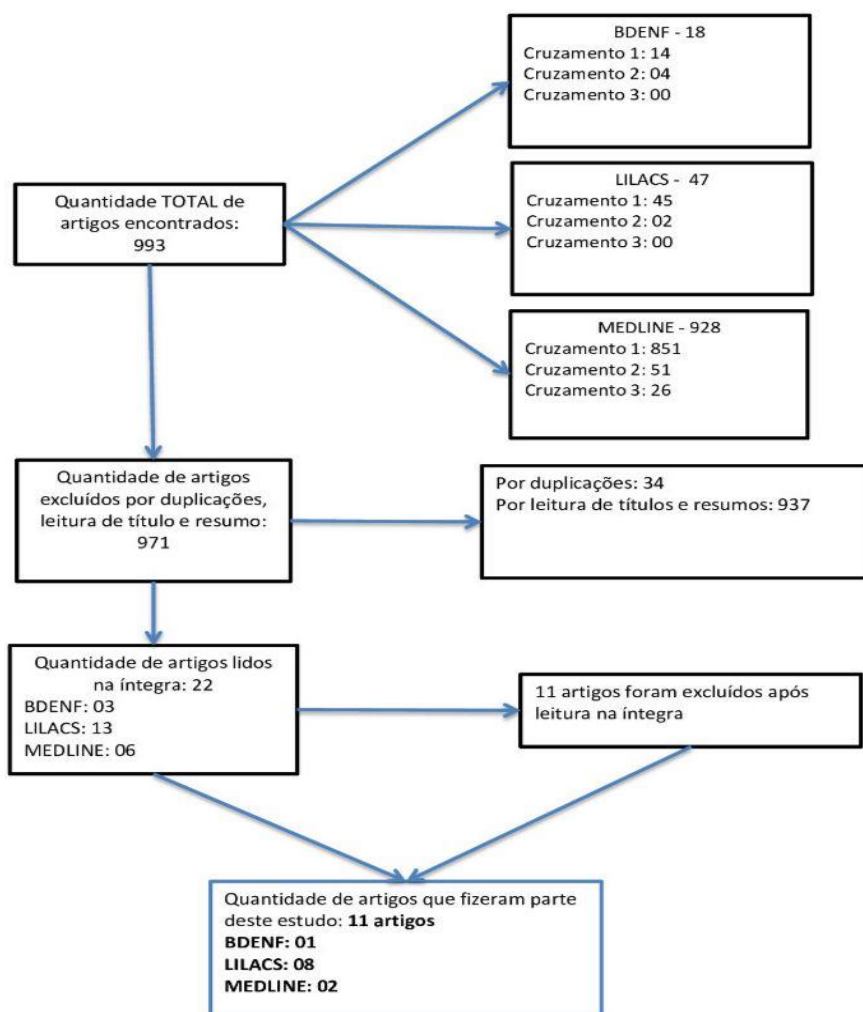 BDENF - 18
Cruzamento 1: 14
Cruzamento 2: 04
Cruzamento 3: 00
Quantidade TOTAL de
artigos encontrados:
993
LILACS -  47
Cruzamento 1: 45
Cruzamento 2: 02
Cruzamento 3: 00
MEDLINE - 928
Cruzamento 1: 851
Cruzamento 2: 51
Cruzamento 3: 26
Quantidade de artigos
excluídos por duplicações,
leitura de título e resumo:
971
Por duplicações: 34
Por leitura de títulos e resumos: 937
Quantidade de artigos lidos
na íntegra: 22
BDENF: 03
LILACS: 13
MEDLINE: 06
11 artigos foram excluídos após
leitura na íntegra
Quantidade de artigos que fizeram parte
deste estudo: 11 artigos
BDENF: 01
LILACS: 08
MEDLINE: 02